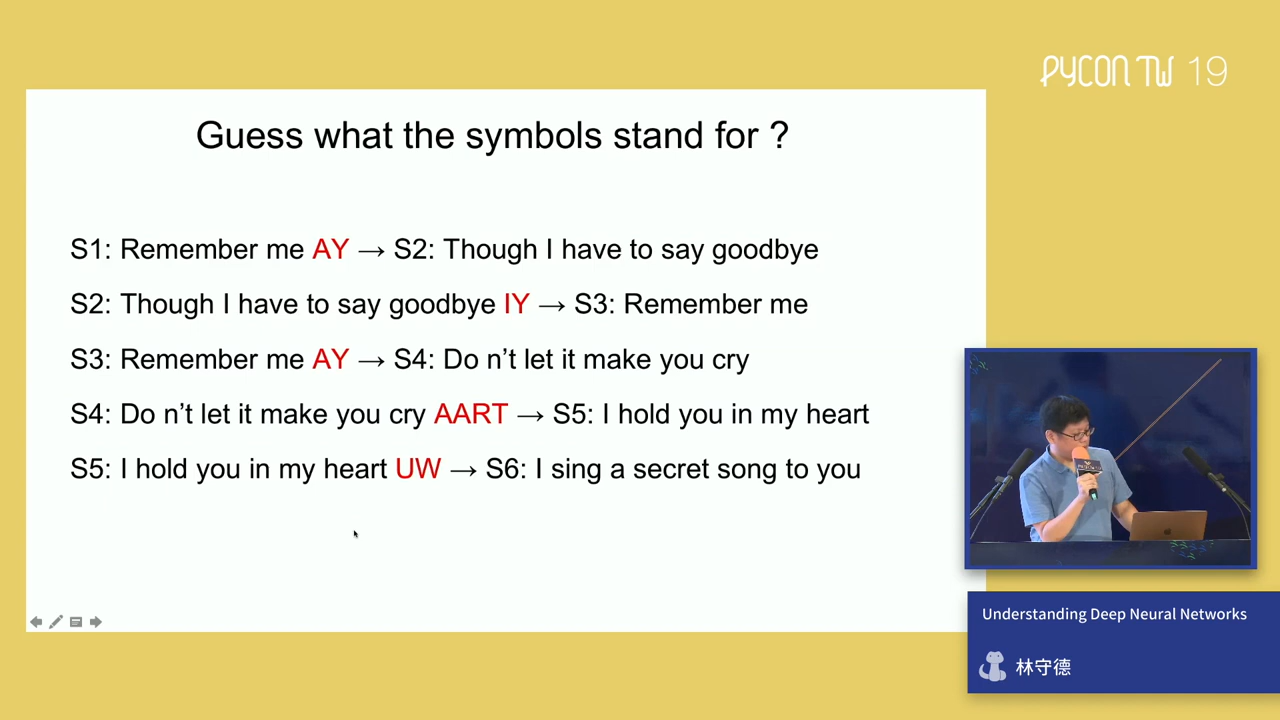 PYCON TW 19
Guess what the symbols stand for ?
S1: Remember me AY → S2: Though I have to say goodbye
S2: Though I have to say goodbye IY → S3: Remember me
S3: Remember me AY → S4: Do n’t let it make you cry
S4: Do n’t let it make you cry AART → S5: I hold you in my heart
S5: I hold you in my heart UW → S6: I sing a secret song to you
Understanding Deep Neural Networks
林守德